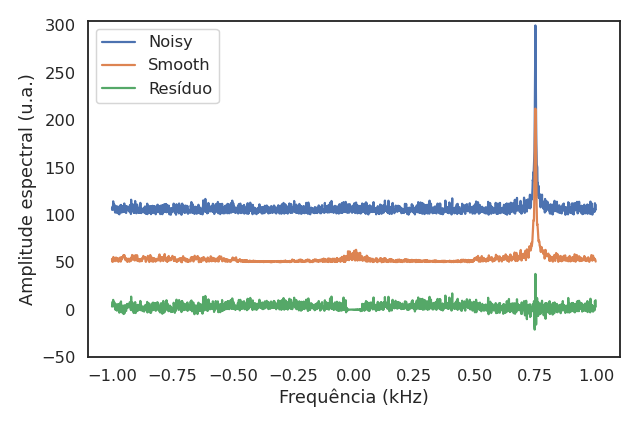 300
250
200
150
100
50
0
−50
Amplitude espectral (u.a.)
Noisy
Smooth
Resíduo
−1.00 −0.75 −0.50 −0.25 0.00 0.25 0.50 0.75 1.00
Frequência (kHz)